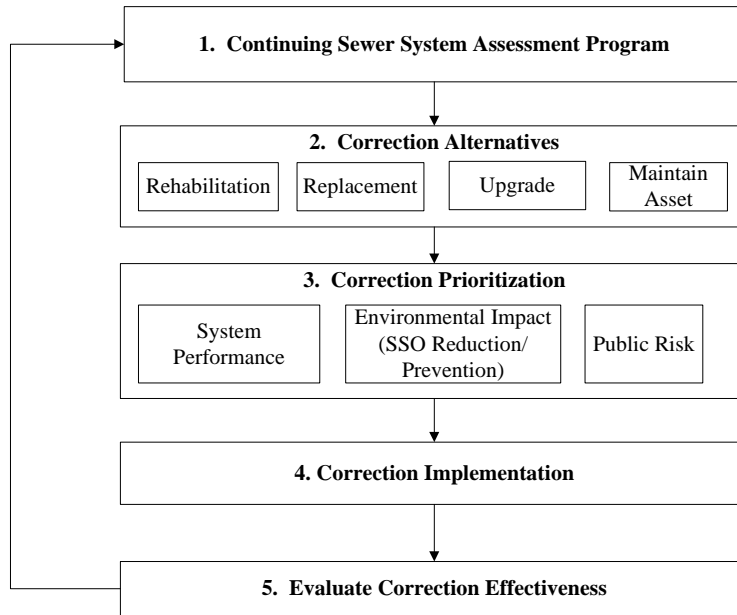 1. Continuing Sewer System Assessment Program
2. Correction Alternatives
Rehabilitation
Replacement
Upgrade
Maintain
Asset
3. Correction Prioritization
System
Performance
Environmental Impact
(SSO Reduction/
Prevention)
Public Risk
4. Correction Implementation
5. Evaluate Correction Effectiveness